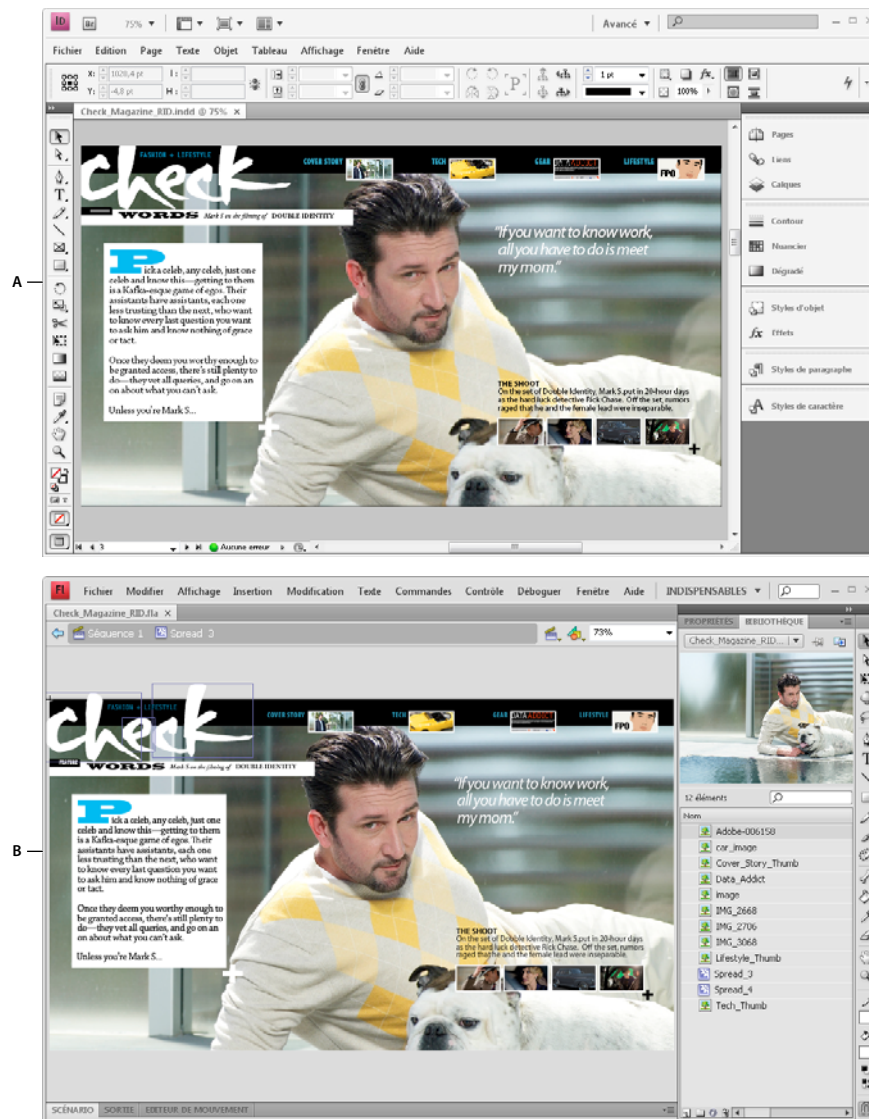 ID Br 75% Avancé
Fichier Edition Page Texte Objet Tableau Affichage Fenêtre Aide
X: 1028,4 pt L: 1 pt
Y: -4,8 pt H: 100%
Check_Magazine_RID.indd @ 75% ×
FASHION + LIFESTYLE
check
COVER STORY TECH GEAR LIFESTYLE
FPO
WORDS Mark S on the filming of DOUBLE IDENTITY
"If you want to know work,
all you have to do is meet
my mom."
Pick a celeb, any celeb, just one
celeb and know this—getting to them
is a Kafka-esque game of egos. Their
assistants have assistants, each one
less trusting than the next, who want
to know every last question you want
to ask him and know nothing of grace
or tact.
Once they deem you worthy enough to
be granted access, there's still plenty to
do—they vet all queries, and go on an
on about what you can't ask.
Unless you're Mark S...
THE SHOOT
On the set of Double Identity, Mark S.put in 20-hour days
as the hard luck detective Rick Chase. Off the set, rumors
raged that he and the female lead were inseparable.
Pages
Liens
Calques
Contour
Nuancier
Dégradé
Styles d'objet
Effets
Styles de paragraphe
Styles de caractère
A
3 Aucune erreur
Fl Fichier Modifier Affichage Insertion Modification Texte Commandes Contrôle Déboguer Fenêtre Aide INDISPENSABLES
Check_Magazine_RID.fla ×
Séquence 1 Spread_3 73%
FASHION + LIFESTYLE
check
COVER STORY TECH GEAR LIFESTYLE
DATA ADDICT FPO
FEATURE
WORDS Mark S on the filming of DOUBLE IDENTITY
"If you want to know work,
all you have to do is meet
my mom."
Pick a celeb, any celeb, just one
celeb and know this—getting to them
is a Kafka-esque game of egos. Their
assistants have assistants, each one
less trusting than the next, who want
to know every last question you want
to ask him and know nothing of grace
or tact.
Once they deem you worthy enough to
be granted access, there's still plenty to
do—they vet all queries, and go on an
on about what you can't ask.
Unless you're Mark S...
THE SHOOT
On the set of Double Identity, Mark S.put in 20-hour days
as the hard luck detective Rick Chase. Off the set, rumors
raged that he and the female lead were inseparable.
PROPRIÉTÉS BIBLIOTHÈQUE
Check_Magazine_RID...
12 éléments
Nom
Adobe-006158
car_image
Cover_Story_Thumb
Data_Addict
image
IMG_2668
IMG_2706
IMG_3068
Lifestyle_Thumb
Spread_3
Spread_4
Tech_Thumb
B
SCÉNARIO SORTIE EDITEUR DE MOUVEMENT